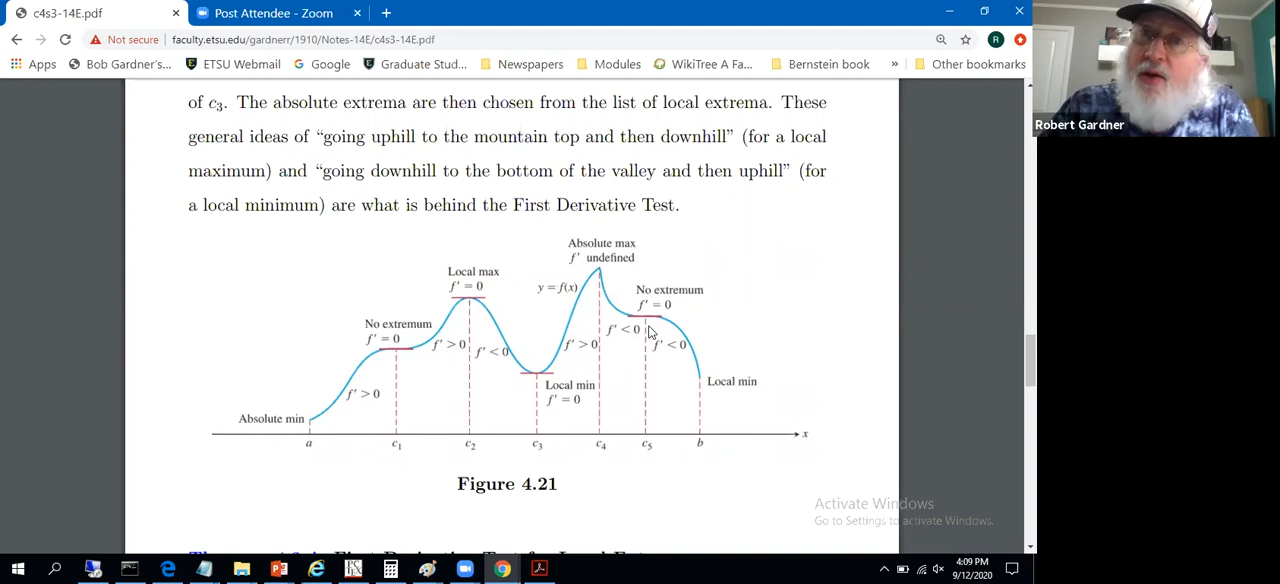 c4s3-14E.pdf
Post Attendee - Zoom
Not secure
faculty.etsu.edu/gardnerr/1910/Notes-14E/c4s3-14E.pdf
R
Apps
Bob Gardner's...
ETSU Webmail
Google
Graduate Stud...
Newspapers
Modules
WikiTree A Fa...
Bernstein book
»
Other bookmarks
Robert Gardner
of c₃. The absolute extrema are then chosen from the list of local extrema. These
general ideas of “going uphill to the mountain top and then downhill” (for a local
maximum) and “going downhill to the bottom of the valley and then uphill” (for
a local minimum) are what is behind the First Derivative Test.
Absolute max
f′ undefined
Local max
f′ = 0
y = f(x)
No extremum
f′ = 0
No extremum
f′ = 0
f′ > 0
f′ < 0
f′ > 0
f′ < 0
f′ < 0
Local min
f′ = 0
Local min
f′ > 0
Absolute min
x
a
c₁
c₂
c₃
c₄
c₅
b
Figure 4.21
Activate Windows
Go to Settings to activate Windows.
4:09 PM
9/12/2020